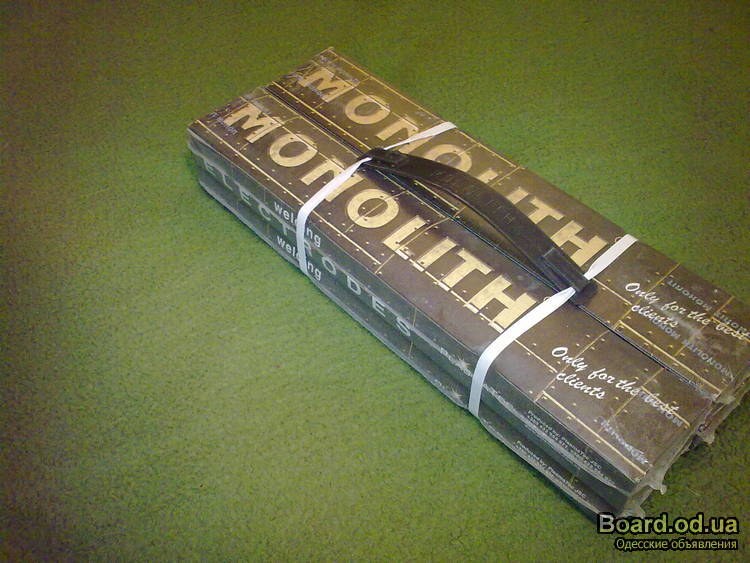 MONOLITH
MONOLITH
welding
ELECTRODES
welding
Only for the best
clients
Only for the best
clients
Board.od.ua
Одесские объявления